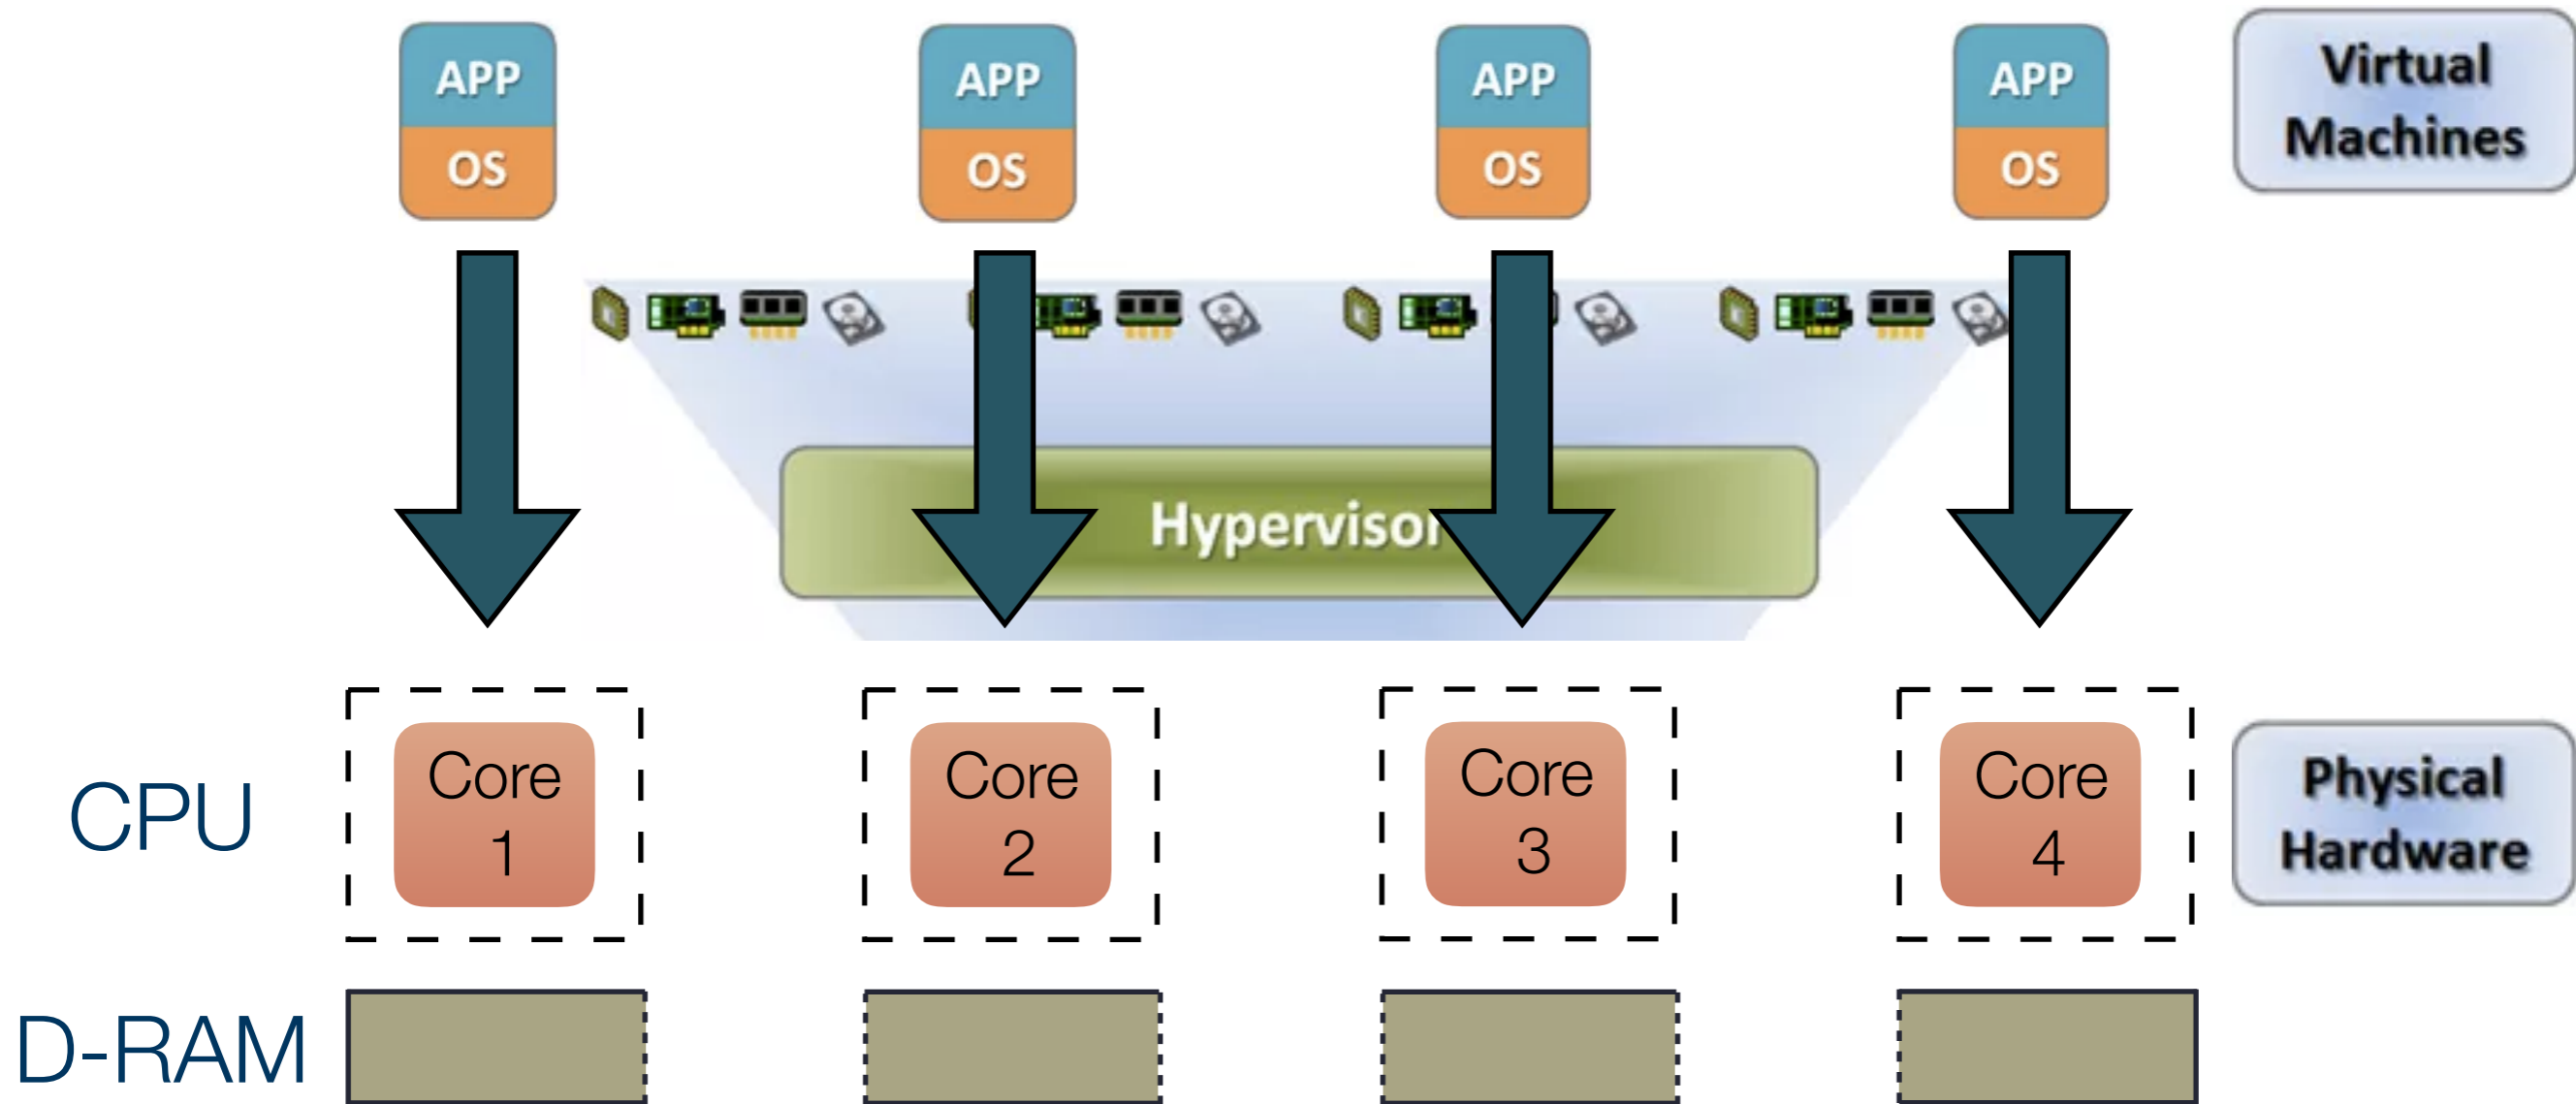 APP
OS
APP
OS
APP
OS
APP
OS
Virtual
Machines
Hypervisor
CPU
Core
1
Core
2
Core
3
Core
4
Physical
Hardware
D-RAM